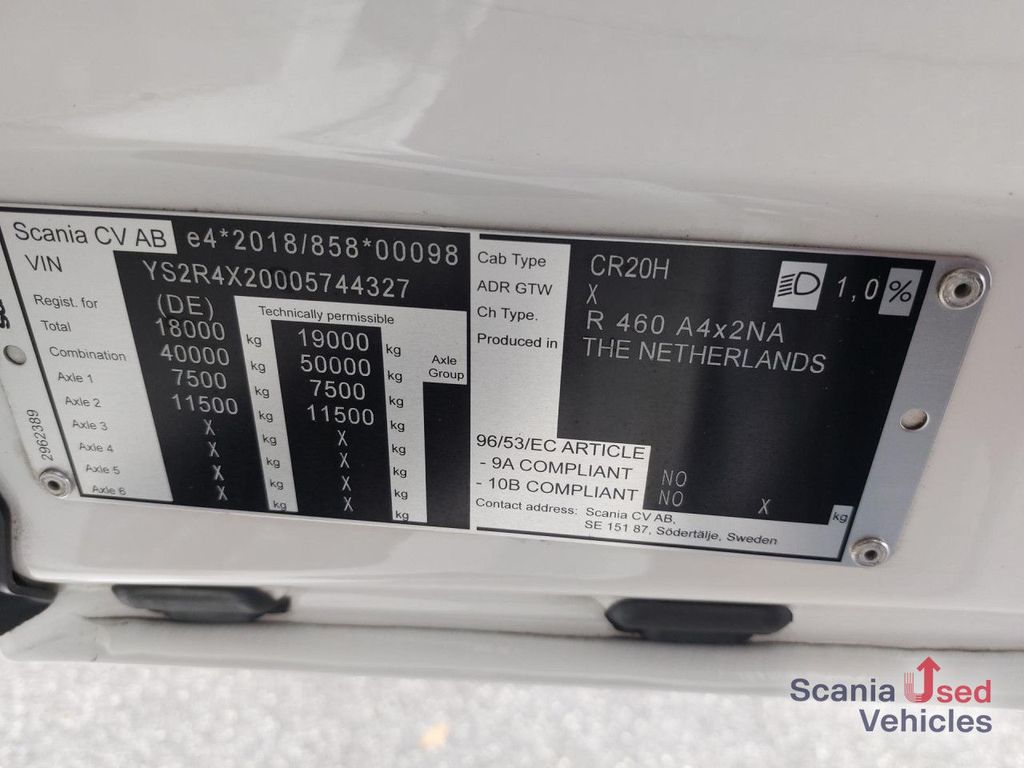 Scania CV AB e4*2018/858*00098
VIN YS2R4X20005744327
Regist. for (DE) Technically permissible
Total 18000 kg 19000 kg
Combination 40000 kg 50000 kg Axle Group
Axle 1 7500 kg 7500 kg
Axle 2 11500 kg 11500 kg
Axle 3 X kg X kg
Axle 4 X kg X kg
Axle 5 X kg X kg
Axle 6 X kg X kg
2962389
Cab Type CR20H 1,0 %
ADR GTW X
Ch Type. R 460 A4x2NA
Produced in THE NETHERLANDS
96/53/EC ARTICLE
- 9A COMPLIANT NO
- 10B COMPLIANT NO X kg
Contact address: Scania CV AB,
SE 151 87, Södertälje, Sweden
Scania Used
Vehicles